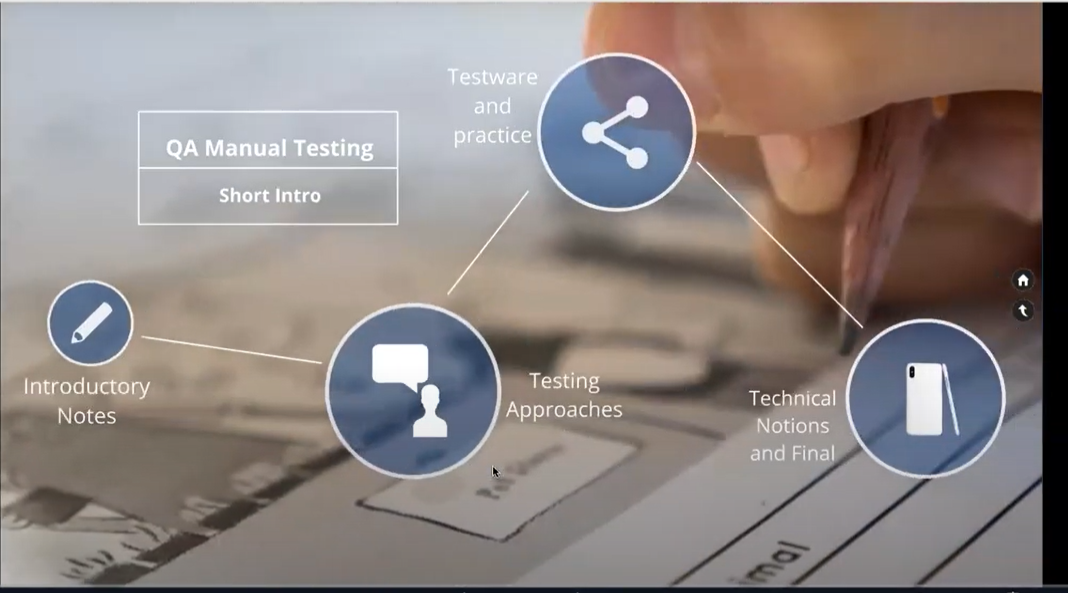 QA Manual Testing
Short Intro
Testware
and
practice
Introductory
Notes
Testing
Approaches
Technical
Notions
and Final